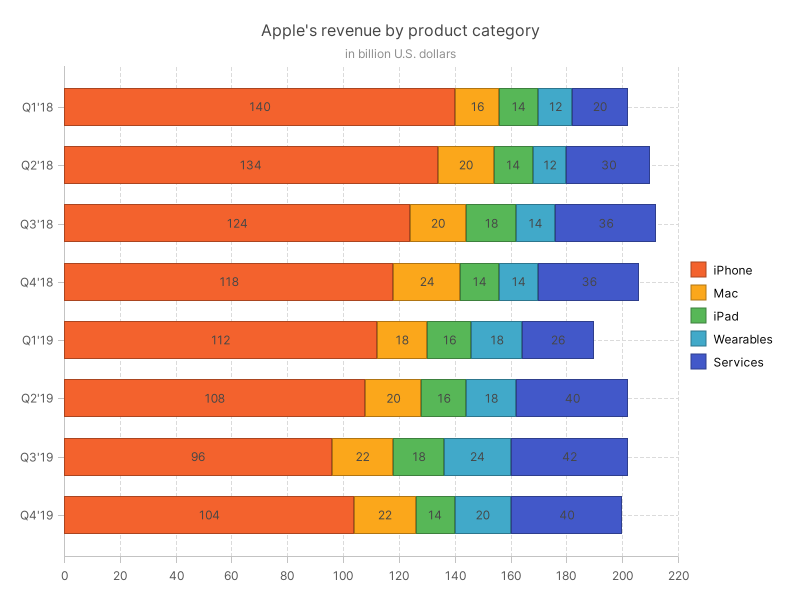 Apple's revenue by product category
in billion U.S. dollars
Q1'18 140 16 14 12 20
Q2'18 134 20 14 12 30
Q3'18 124 20 18 14 36
Q4'18 118 24 14 14 36
Q1'19 112 18 16 18 26
Q2'19 108 20 16 18 40
Q3'19 96 22 18 24 42
Q4'19 104 22 14 20 40
0 20 40 60 80 100 120 140 160 180 200 220
iPhone
Mac
iPad
Wearables
Services